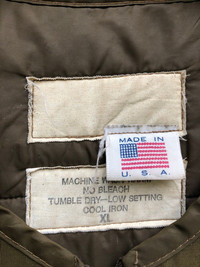 MADE IN
U.S.A.
MACHINE
NO BLEACH
TUMBLE DRY—LOW SETTING
COOL IRON
XL